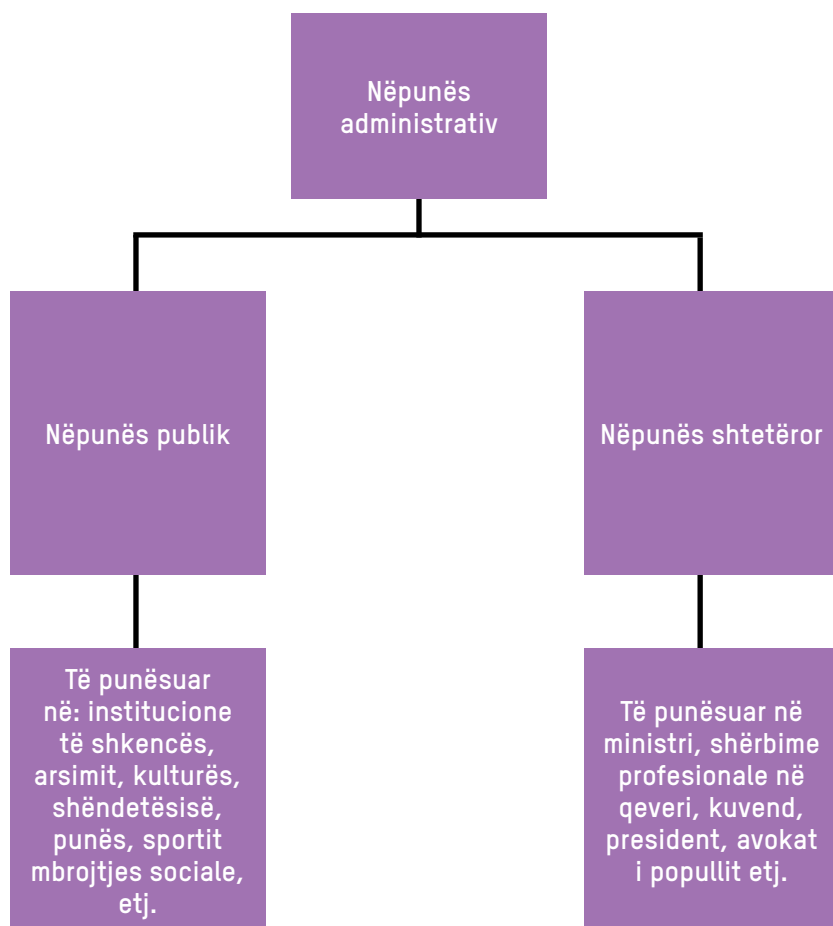 Nëpunës
administrativ
Nëpunës publik
Nëpunës shtetëror
Të punësuar
në: institucione
të shkencës,
arsimit, kulturës,
shëndetësisë,
punës, sportit
mbrojtjes sociale,
etj.
Të punësuar në
ministri, shërbime
profesionale në
qeveri, kuvend,
president, avokat
i popullit etj.